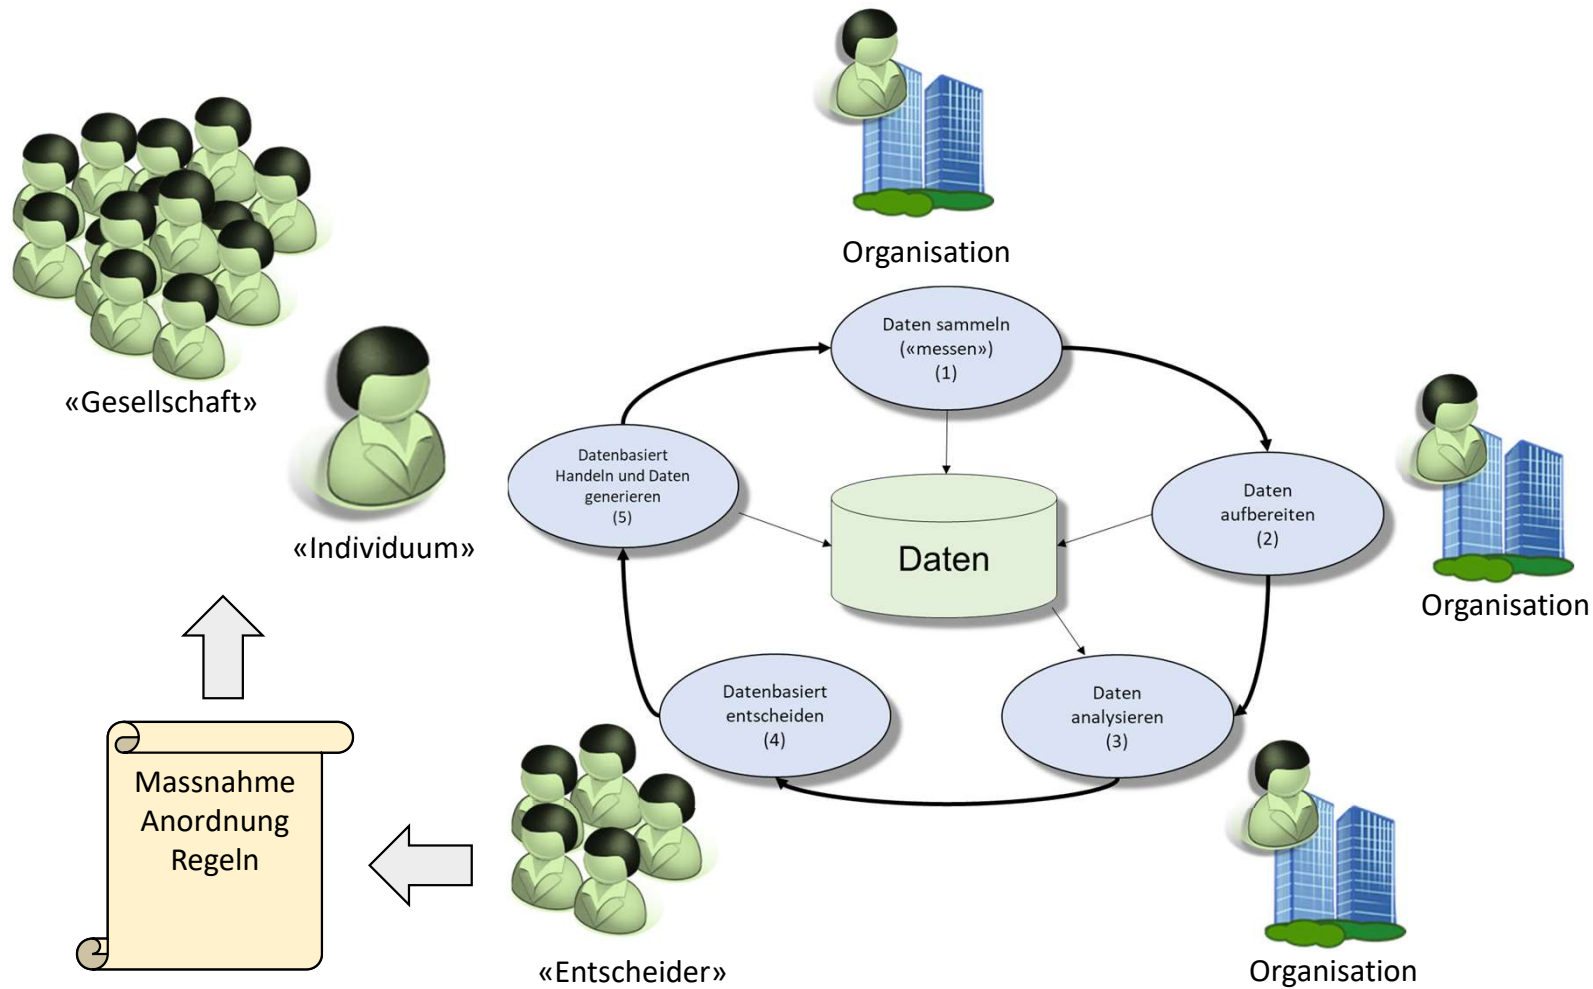 Organisation
«Gesellschaft»
«Individuum»
Daten sammeln
(«messen»)
(1)
Daten
aufbereiten
(2)
Organisation
Datenbasiert
Handeln und Daten
generieren
(5)
Daten
Datenbasiert
entscheiden
(4)
Daten
analysieren
(3)
Massnahme
Anordnung
Regeln
«Entscheider»
Organisation